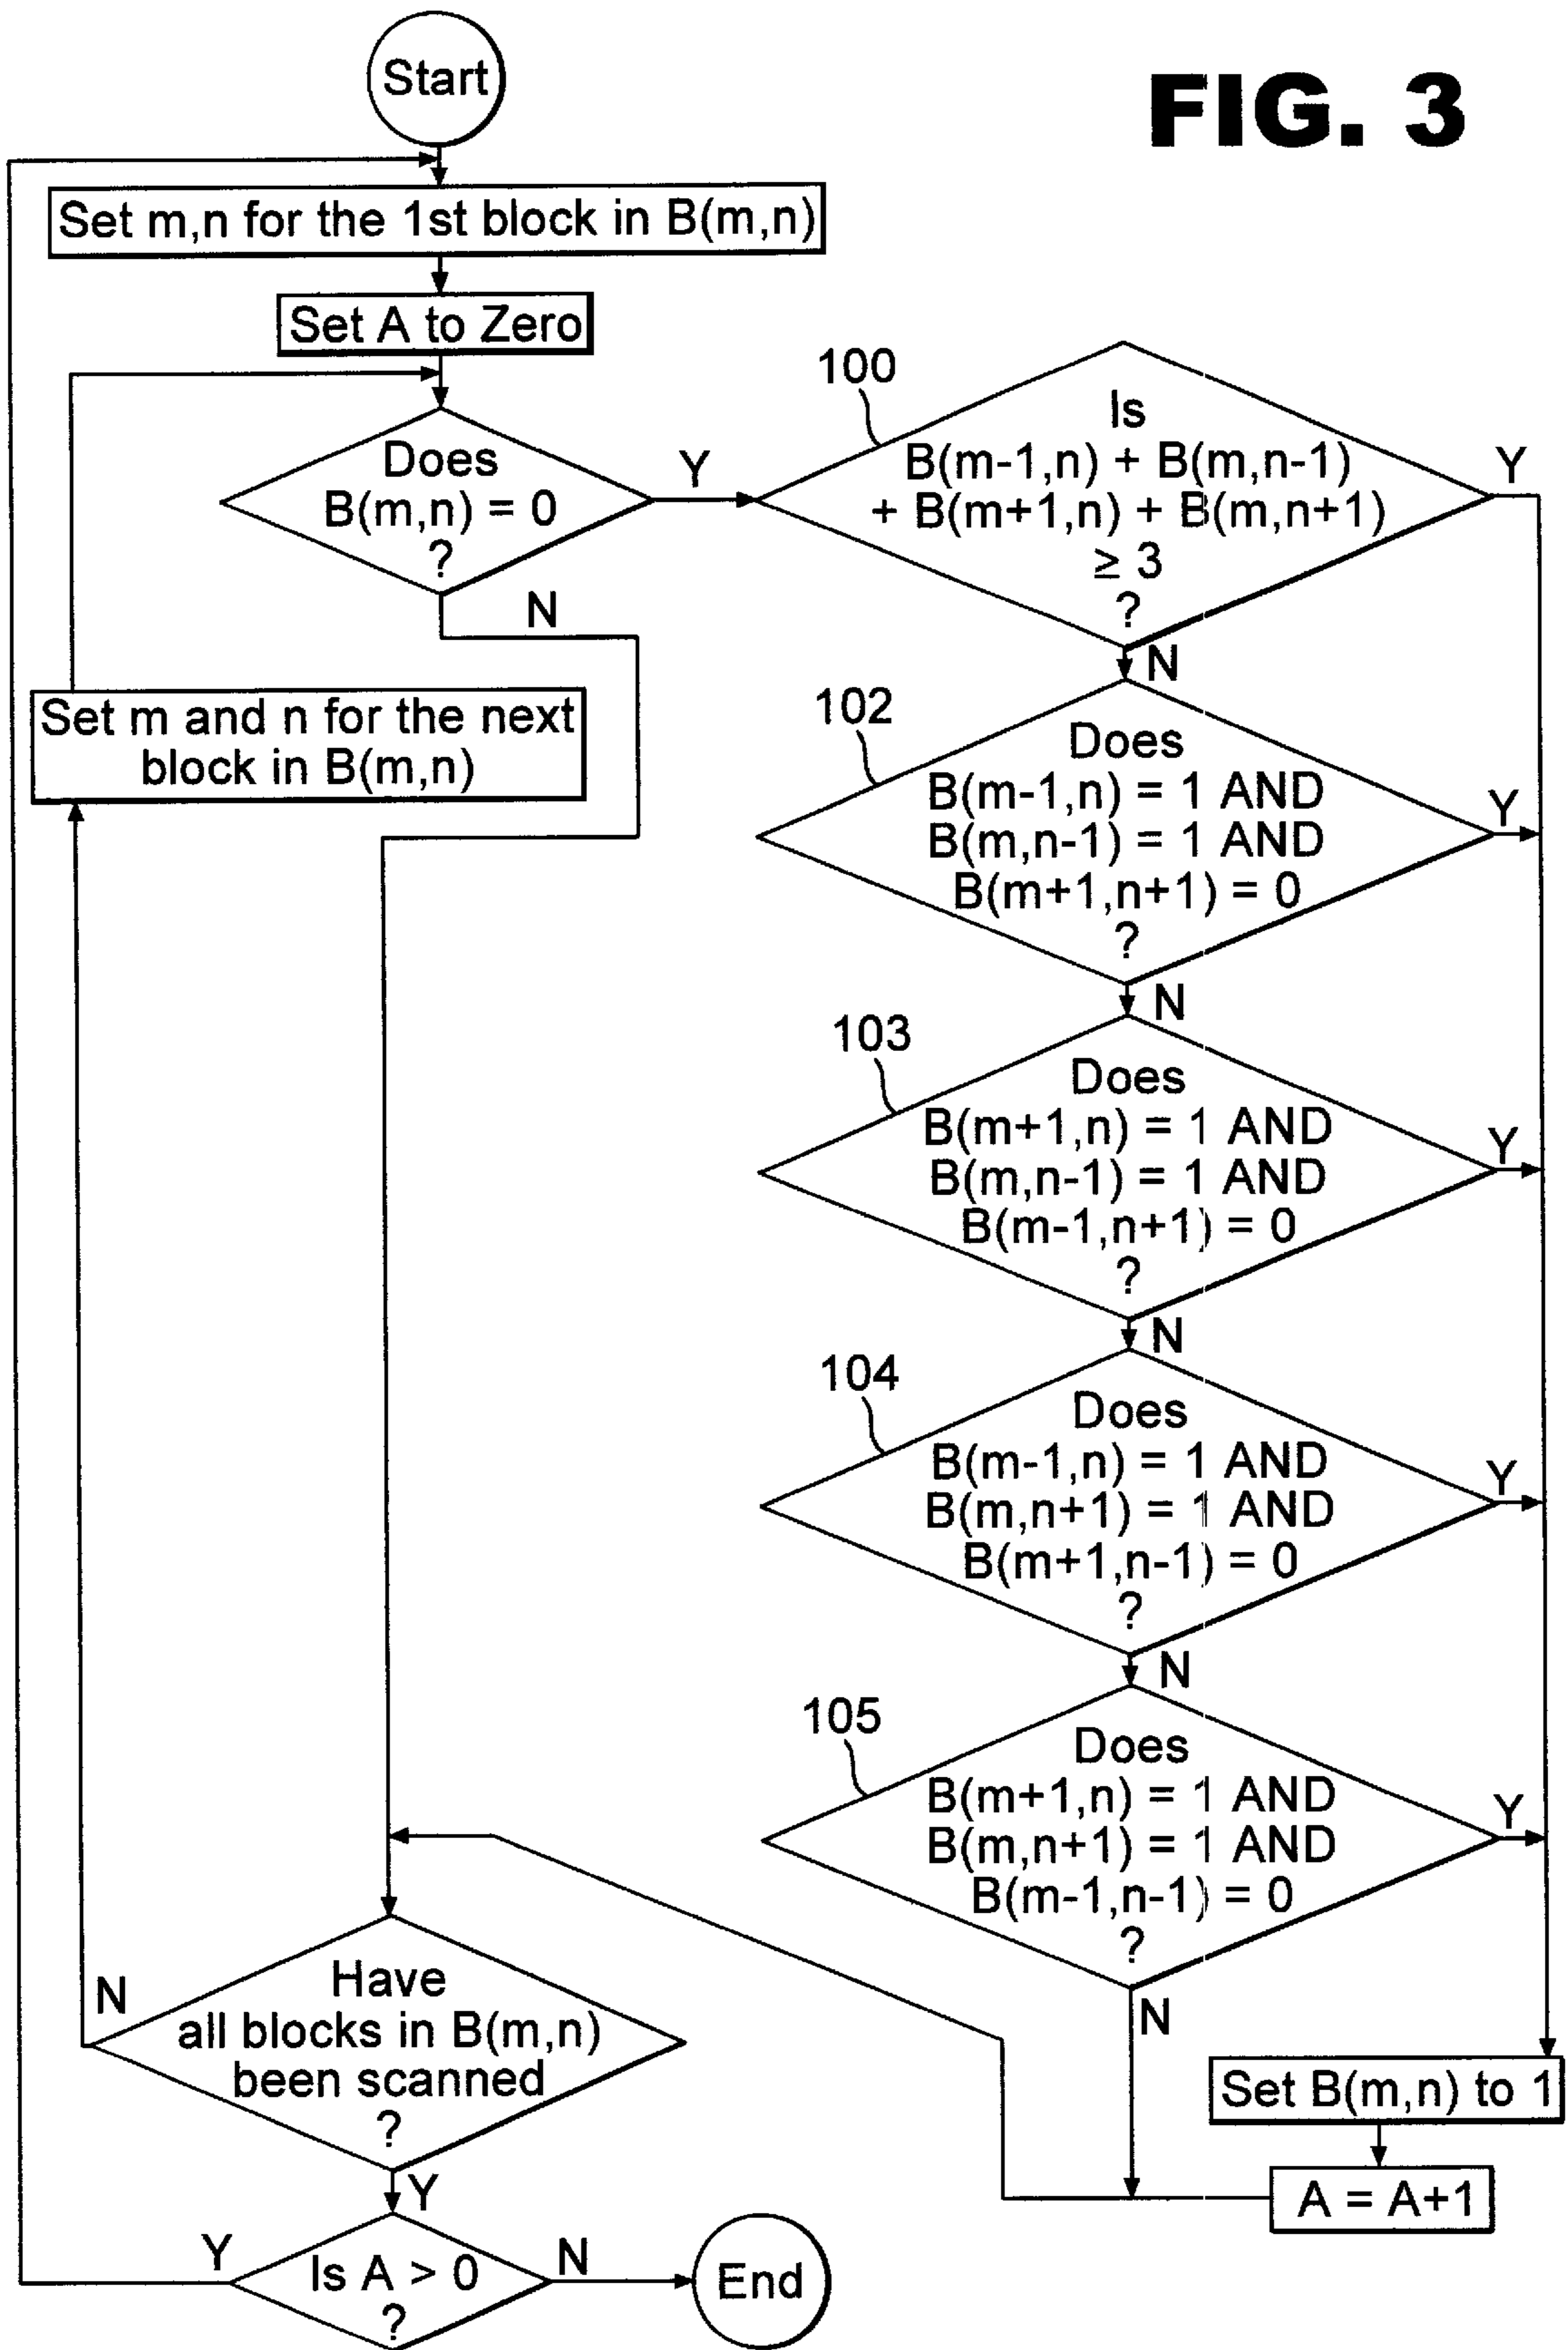 FIG. 3
Start
Set m,n for the 1st block in B(m,n)
Set A to Zero
Does
B(m,n) = 0
?
Y
N
100
Is
B(m-1,n) + B(m,n-1)
+ B(m+1,n) + B(m,n+1)
≥ 3
?
Y
N
Set m and n for the next
block in B(m,n)
102
Does
B(m-1,n) = 1 AND
B(m,n-1) = 1 AND
B(m+1,n+1) = 0
?
Y
N
103
Does
B(m+1,n) = 1 AND
B(m,n-1) = 1 AND
B(m-1,n+1) = 0
?
Y
N
104
Does
B(m-1,n) = 1 AND
B(m,n+1) = 1 AND
B(m+1,n-1) = 0
?
Y
N
105
Does
B(m+1,n) = 1 AND
B(m,n+1) = 1 AND
B(m-1,n-1) = 0
?
Y
N
Have
all blocks in B(m,n)
been scanned
?
N
Y
Set B(m,n) to 1
A = A+1
Is A > 0
?
Y
N
End